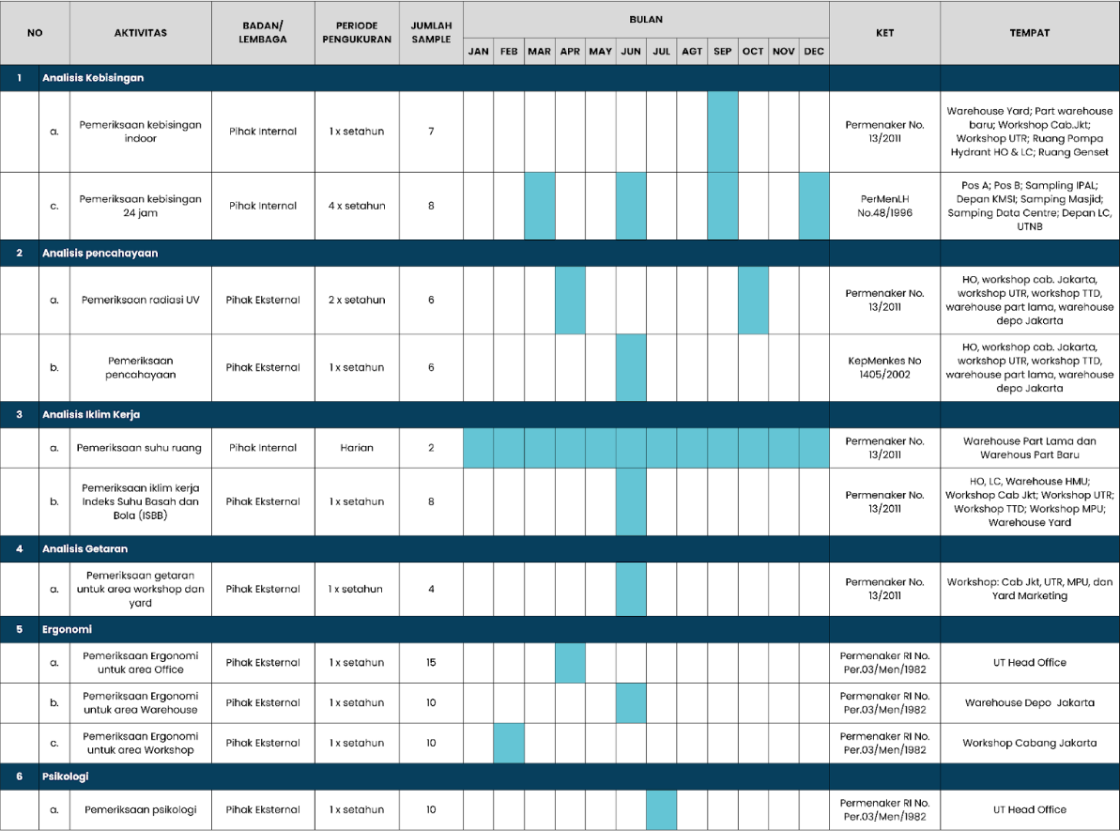 NO
AKTIVITAS
BADAN/
LEMBAGA
PERIODE
PENGUKURAN
JUMLAH
SAMPLE
BULAN
JAN FEB MAR APR MAY JUN JUL AGT SEP OCT NOV DEC
KET
TEMPAT
1 Analisis Kebisingan
a.
Pemeriksaan kebisingan
indoor
Pihak Internal
1 x setahun
7
Permenaker No.
13/2011
Warehouse Yard; Part warehouse
baru; Workshop Cab.Jkt;
Workshop UTR; Ruang Pompa
Hydrant HO & LC; Ruang Genset
c.
Pemeriksaan kebisingan
24 jam
Pihak Internal
4 x setahun
8
PerMenLH
No.48/1996
Pos A; Pos B; Sampling IPAL;
Depan KMSI; Samping Masjid;
Samping Data Centre; Depan LC,
UTNB
2 Analisis pencahayaan
a.
Pemeriksaan radiasi UV
Pihak Eksternal
2 x setahun
6
Permenaker No.
13/2011
HO, workshop cab. Jakarta,
workshop UTR, workshop TTD,
warehouse part lama, warehouse
depo Jakarta
b.
Pemeriksaan
pencahayaan
Pihak Eksternal
1 x setahun
6
KepMenkes No
1405/2002
HO, workshop cab. Jakarta,
workshop UTR, workshop TTD,
warehouse part lama, warehouse
depo Jakarta
3 Analisis Iklim Kerja
a.
Pemeriksaan suhu ruang
Pihak Internal
Harian
2
Permenaker No.
13/2011
Warehouse Part Lama dan
Warehous Part Baru
b.
Pemeriksaan iklim kerja
Indeks Suhu Basah dan
Bola (ISBB)
Pihak Eksternal
1 x setahun
8
Permenaker No.
13/2011
HO, LC, Warehouse HMU;
Workshop Cab Jkt; Workshop UTR;
Workshop TTD; Workshop MPU;
Warehouse Yard
4 Analisis Getaran
a.
Pemeriksaan getaran
untuk area workshop dan
yard
Pihak Eksternal
1 x setahun
4
Permenaker No.
13/2011
Workshop: Cab Jkt, UTR, MPU, dan
Yard Marketing
5 Ergonomi
a.
Pemeriksaan Ergonomi
untuk area Office
Pihak Eksternal
1 x setahun
15
Permenaker RI No.
Per.03/Men/1982
UT Head Office
b.
Pemeriksaan Ergonomi
untuk area Warehouse
Pihak Eksternal
1 x setahun
10
Permenaker RI No.
Per.03/Men/1982
Warehouse Depo Jakarta
c.
Pemeriksaan Ergonomi
untuk area Workshop
Pihak Eksternal
1 x setahun
10
Permenaker RI No.
Per.03/Men/1982
Workshop Cabang Jakarta
6 Psikologi
a.
Pemeriksaan psikologi
Pihak Eksternal
1 x setahun
10
Permenaker RI No.
Per.03/Men/1982
UT Head Office